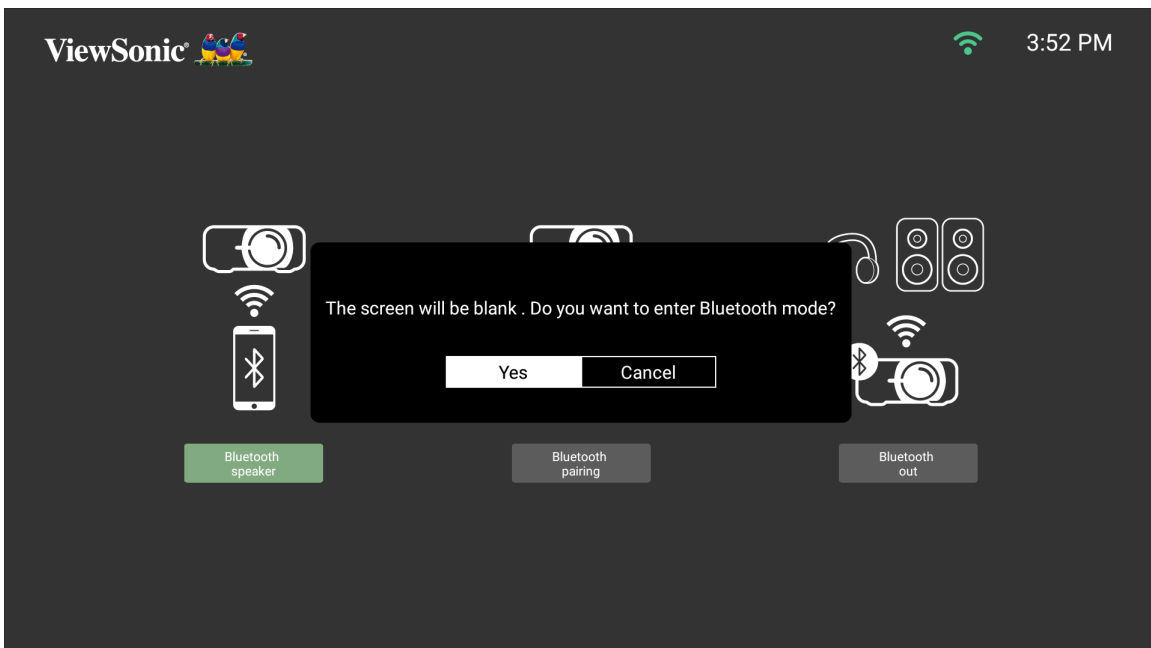 ViewSonic®
3:52 PM
The screen will be blank . Do you want to enter Bluetooth mode?
Yes
Cancel
Bluetooth
speaker
Bluetooth
pairing
Bluetooth
out